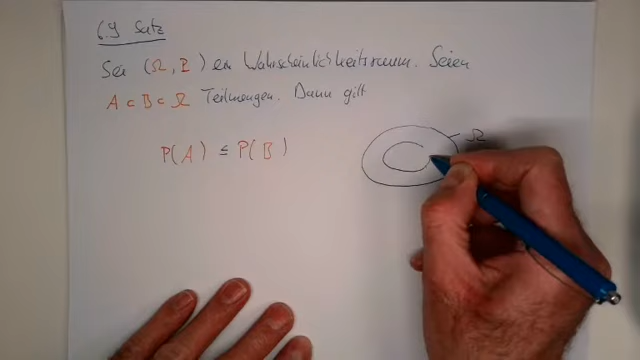 6.9 Satz
Sei (Ω, P) ein Wahrscheinlichkeitsraum. Seien
A ⊂ B ⊂ Ω Teilmengen. Dann gilt
P(A) ≤ P(B)
Ω